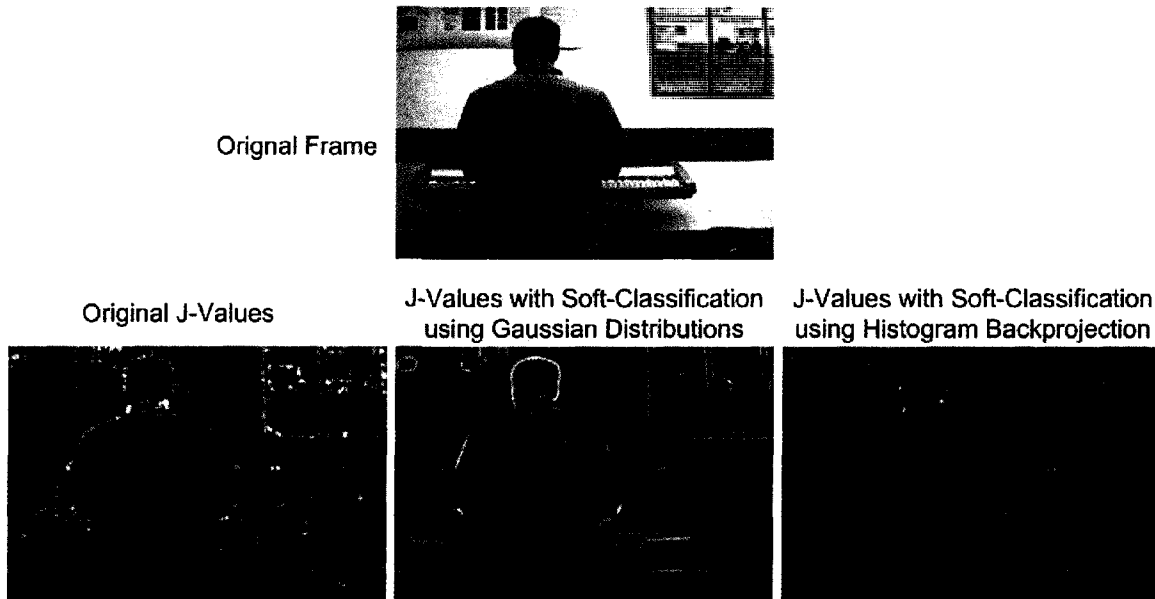 Orignal Frame
Original J-Values
J-Values with Soft-Classification
using Gaussian Distributions
J-Values with Soft-Classification
using Histogram Backprojection